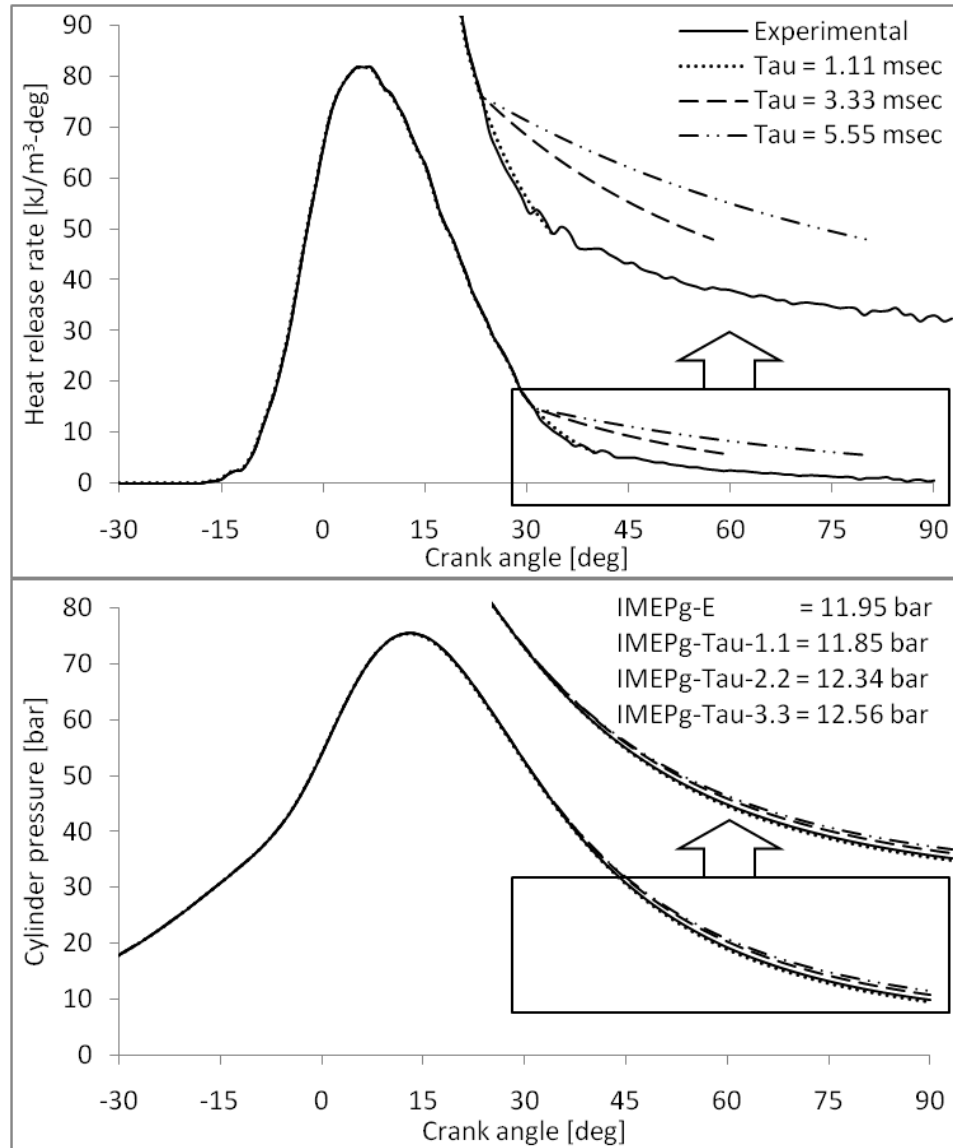 Heat release rate [kJ/m³-deg]
90
80
70
60
50
40
30
20
10
0
-30 -15 0 15 30 45 60 75 90
Crank angle [deg]
Experimental
Tau = 1.11 msec
Tau = 3.33 msec
Tau = 5.55 msec
Cylinder pressure [bar]
80
70
60
50
40
30
20
10
0
-30 -15 0 15 30 45 60 75 90
Crank angle [deg]
IMEPg-E = 11.95 bar
IMEPg-Tau-1.1 = 11.85 bar
IMEPg-Tau-2.2 = 12.34 bar
IMEPg-Tau-3.3 = 12.56 bar